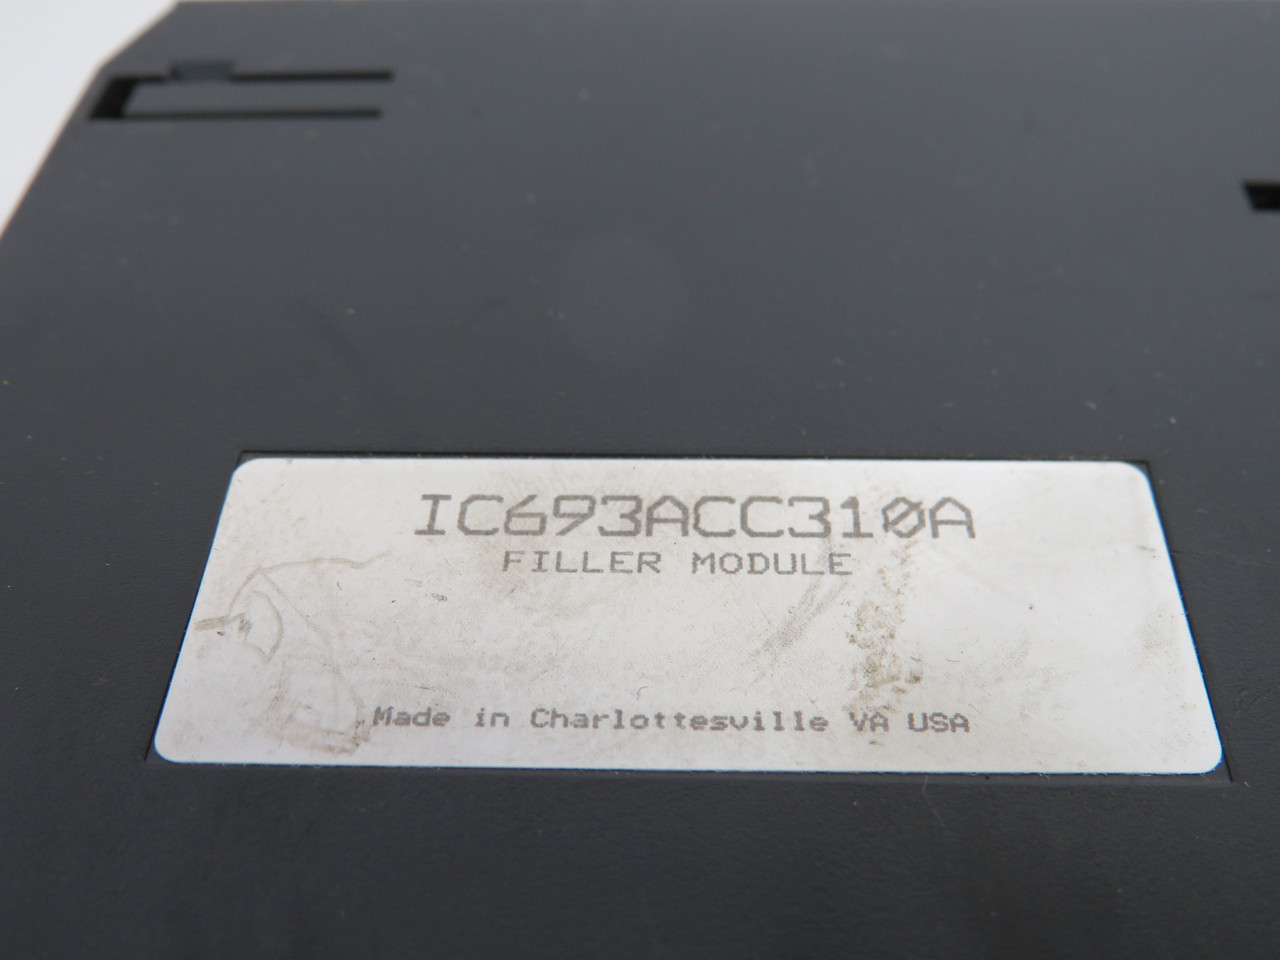 IC693ACC310A
FILLER MODULE
Made in Charlottesville VA USA